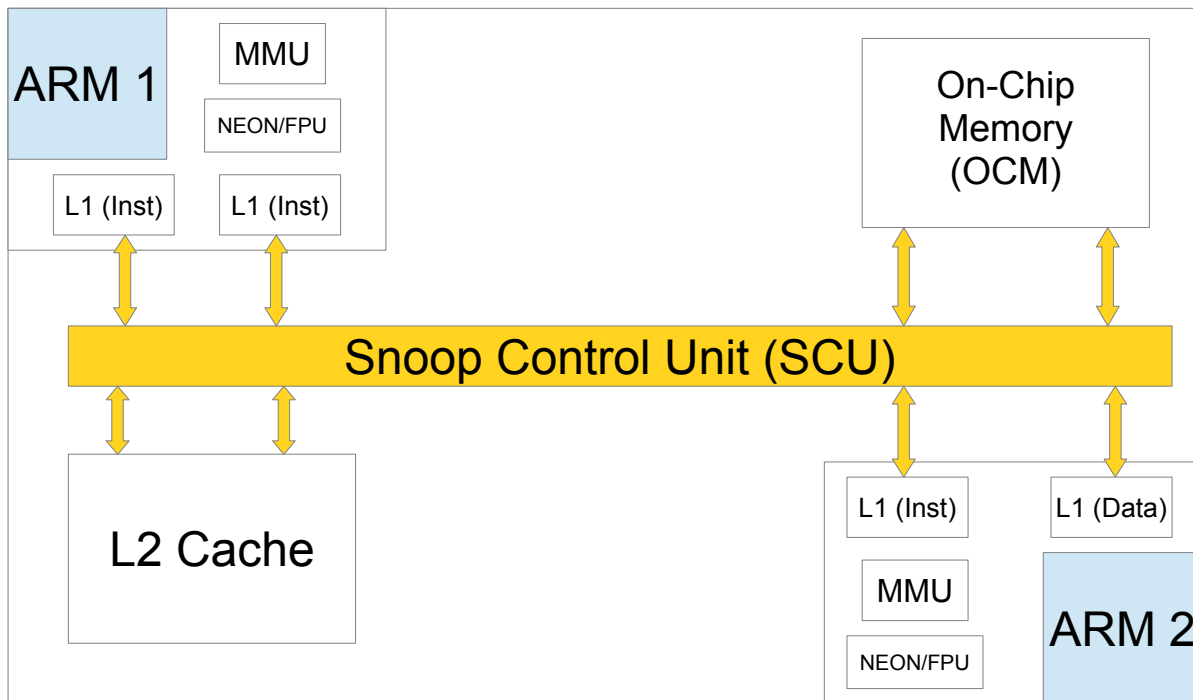 ARM 1
MMU
NEON/FPU
L1 (Inst)
L1 (Inst)
On-Chip
Memory
(OCM)
Snoop Control Unit (SCU)
L2 Cache
L1 (Inst)
L1 (Data)
MMU
NEON/FPU
ARM 2